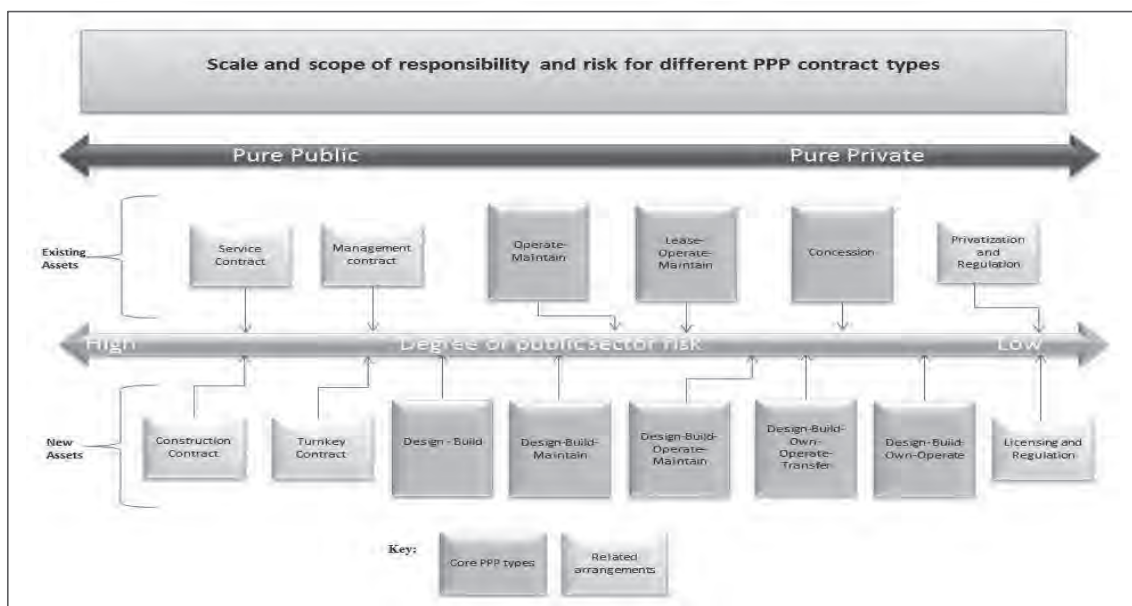 Scale and scope of responsibility and risk for different PPP contract types
Pure Public
Pure Private
Existing
Assets
Service
Contract
Management
contract
Operate-
Maintain
Lease-
Operate-
Maintain
Concession
Privatization
and
Regulation
High
Degree of public sector risk
Low
New
Assets
Construction
Contract
Turnkey
Contract
Design - Build
Design-Build-
Maintain
Design-Build-
Operate-
Maintain
Design-Build-
Own-
Operate-
Transfer
Design-Build-
Own-Operate
Licensing and
Regulation
Key:
Core PPP types
Related
arrangements